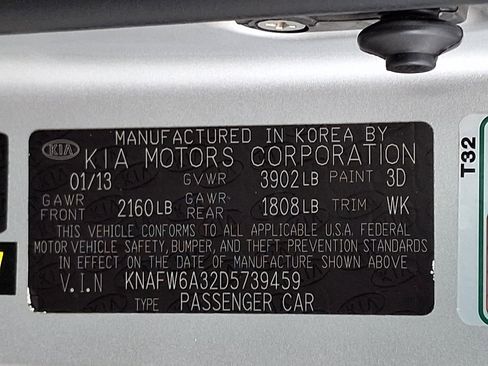 MANUFACTURED IN KOREA BY
KIA KIA MOTORS CORPORATION
01/13 GVWR 3902LB PAINT 3D
GAWR FRONT 2160LB GAWR REAR 1808LB TRIM WK
THIS VEHICLE CONFORMS TO ALL APPLICABLE U.S.A. FEDERAL
MOTOR VEHICLE SAFETY, BUMPER, AND THEFT PREVENTION STANDARDS
IN EFFECT ON THE DATE OF MANUFACTURE SHOWN ABOVE
V.I.N KNAFW6A32D5739459
TYPE PASSENGER CAR
T32